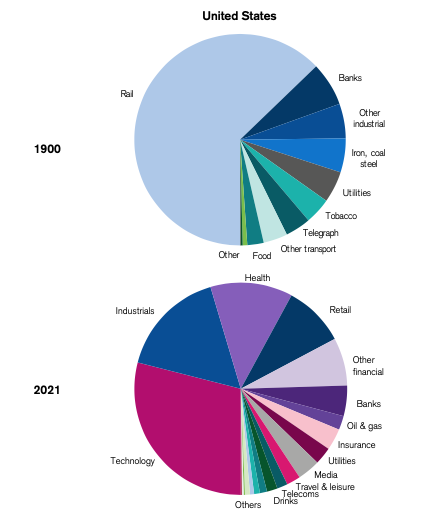 United States
1900
Rail
Banks
Other
industrial
Iron, coal
steel
Utilities
Tobacco
Telegraph
Other transport
Food
Other
2021
Health
Industrials
Retail
Other
financial
Banks
Oil & gas
Insurance
Utilities
Media
Travel & leisure
Telecoms
Drinks
Others
Technology